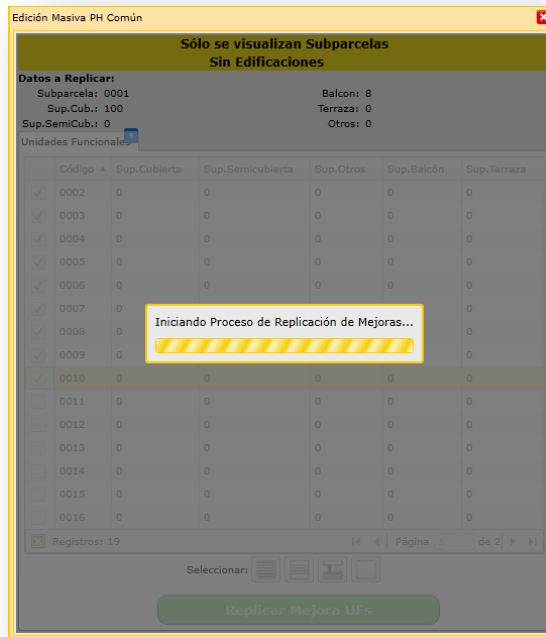 Edición Masiva PH Común
Sólo se visualizan Subparcelas
Sin Edificaciones
Datos a Replicar:
Subparcela: 0001 Balcon: 8
Sup.Cub.: 100 Terraza: 0
Sup.SemiCub.: 0 Otros: 0
Unidades Funcionales
Código Sup.Cubierta Sup.Semicubierta Sup.Otros Sup.Balcón Sup.Terraza
0002 0 0 0 0 0
0003 0 0 0 0 0
0004 0 0 0 0 0
0005 0 0 0 0 0
0006 0 0 0 0 0
0007 0 0 0 0 0
Iniciando Proceso de Replicación de Mejoras...
0008 0
0009 0
0010 0 0 0 0 0
0011 0 0 0 0 0
0012 0 0 0 0 0
0013 0 0 0 0 0
0014 0 0 0 0 0
0015 0 0 0 0 0
0016 0 0 0 0 0
Registros: 19 Página 1 de 2
Seleccionar:
Replicar Mejora UFs